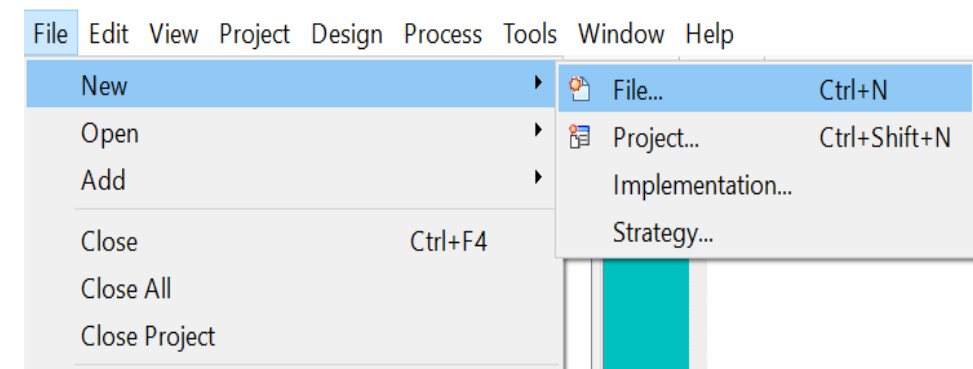 File Edit View Project Design Process Tools Window Help
New
File... Ctrl+N
Open
Project... Ctrl+Shift+N
Add
Implementation...
Strategy...
Close Ctrl+F4
Close All
Close Project